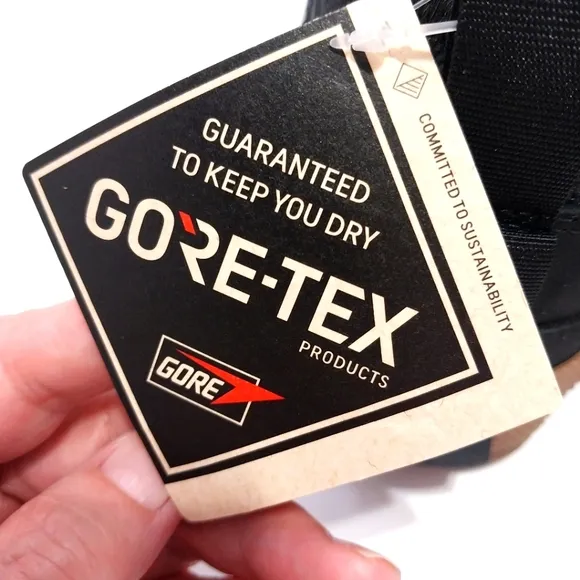 GUARANTEED
TO KEEP YOU DRY
GORE-TEX
PRODUCTS
GORE
COMMITTED TO SUSTAINABILITY